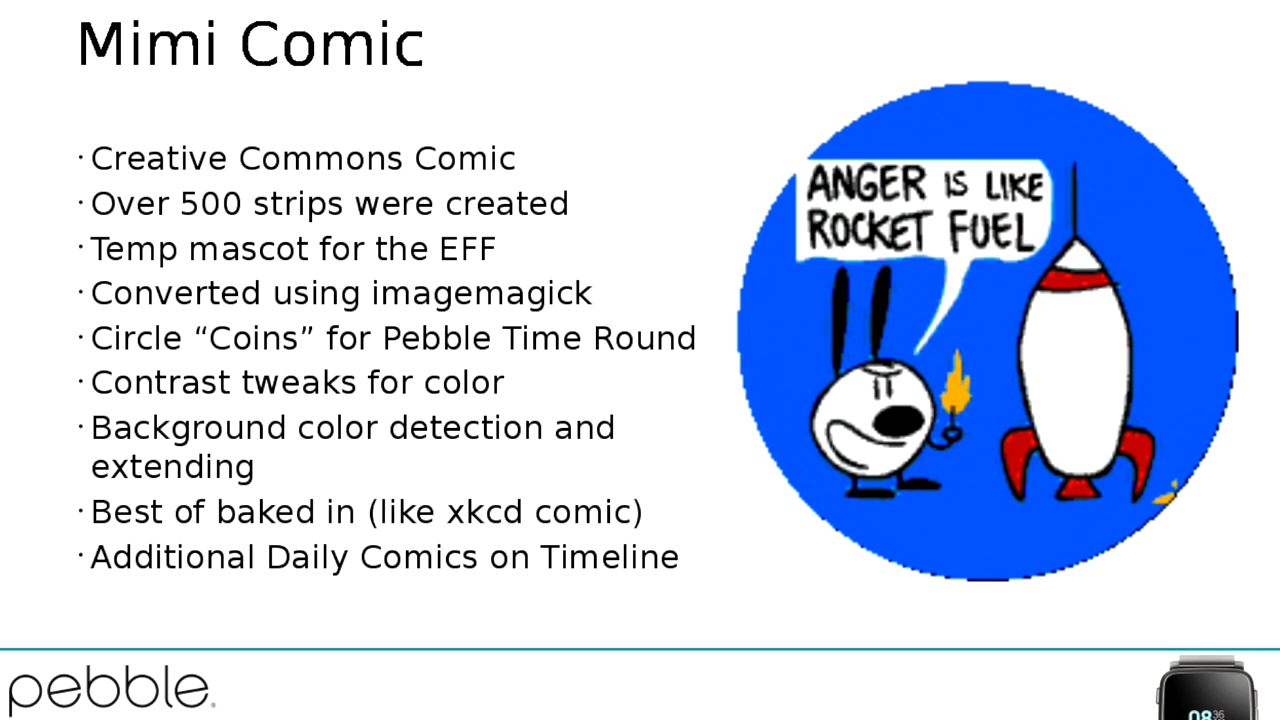 Mimi Comic
· Creative Commons Comic
· Over 500 strips were created
· Temp mascot for the EFF
· Converted using imagemagick
· Circle “Coins” for Pebble Time Round
· Contrast tweaks for color
· Background color detection and
extending
· Best of baked in (like xkcd comic)
· Additional Daily Comics on Timeline
ANGER IS LIKE
ROCKET FUEL
pebble®
08 36